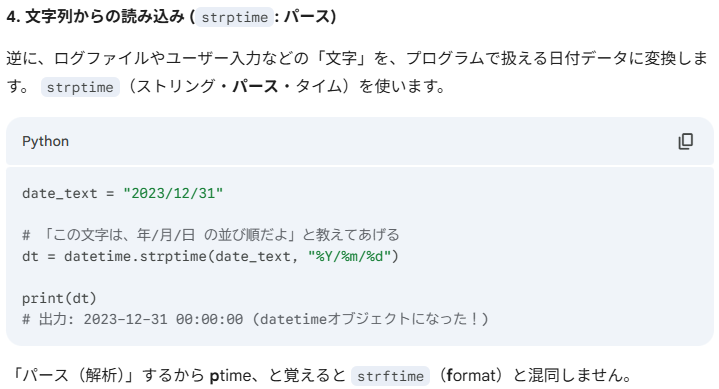 4. 文字列からの読み込み (strptime: パース)
逆に、ログファイルやユーザー入力などの「文字」を、プログラムで扱える日付データに変換しま
す。 strptime（ストリング・パース・タイム）を使います。
Python
date_text = "2023/12/31"
# 「この文字は、年/月/日 の並び順だよ」と教えてあげる
dt = datetime.strptime(date_text, "%Y/%m/%d")
print(dt)
# 出力: 2023-12-31 00:00:00 (datetimeオブジェクトになった！)
「パース（解析）」するから ptime、と覚えると strftime（format）と混同しません。